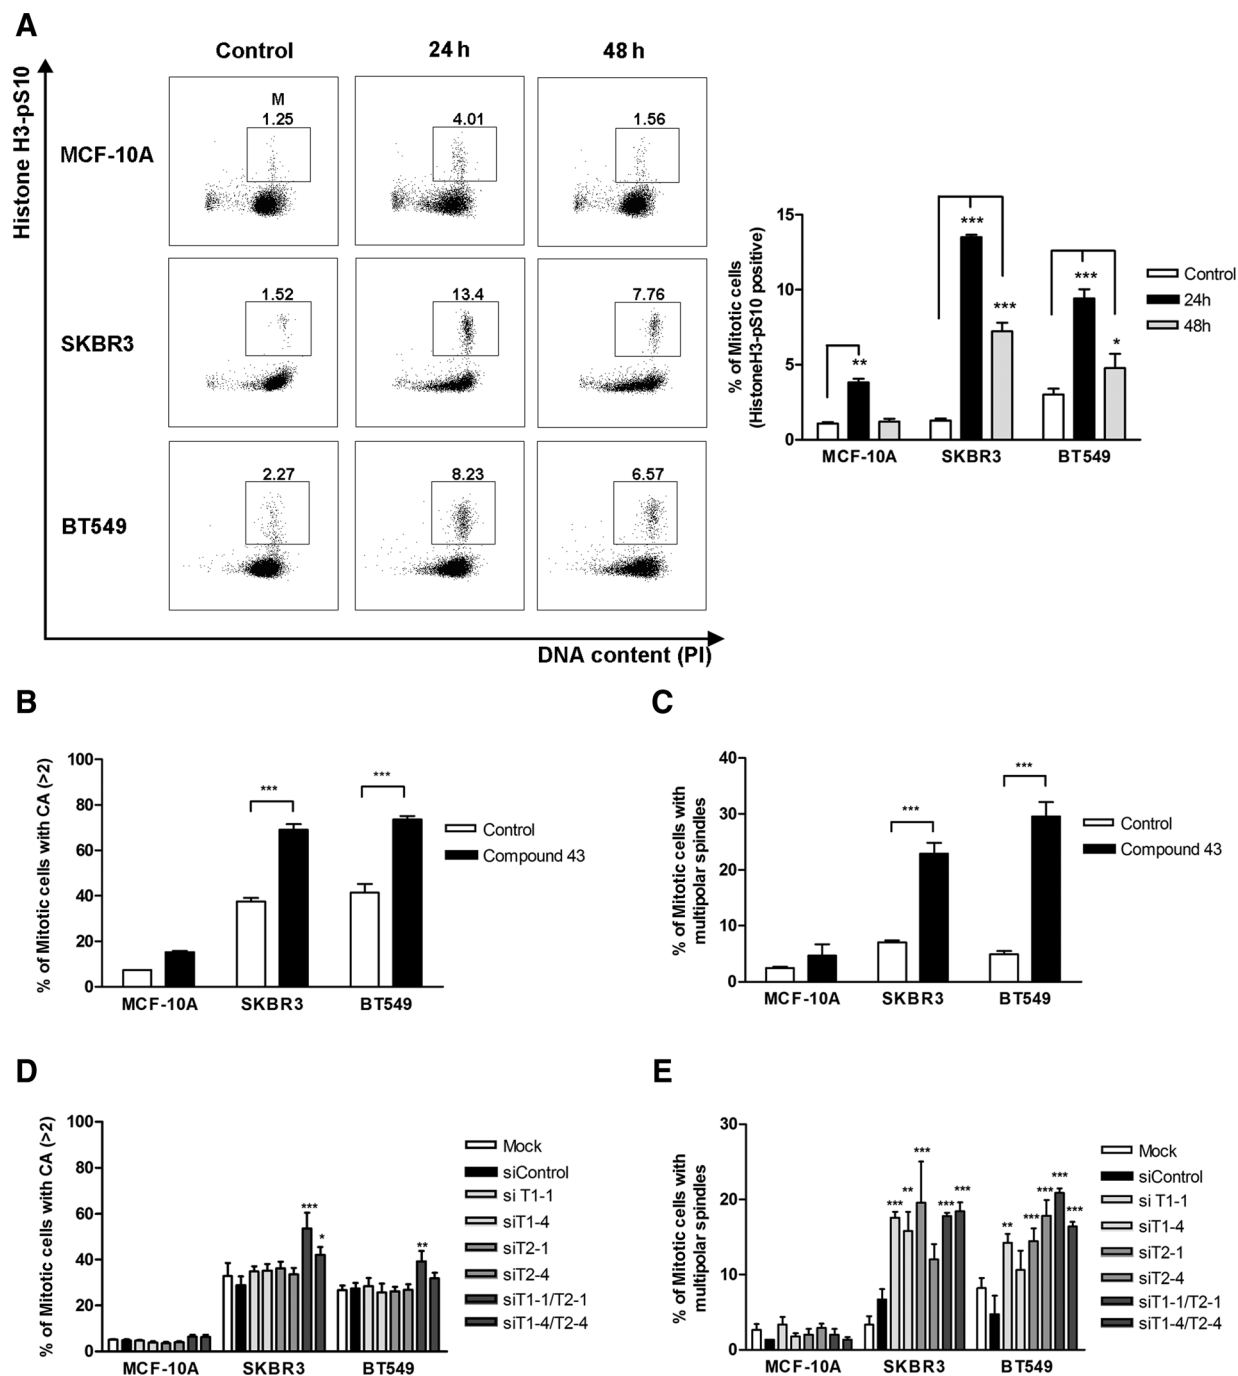 A
Control
24 h
48 h
Histone H3-pS10
MCF-10A
M
1.25
4.01
1.56
SKBR3
1.52
13.4
7.76
BT549
2.27
8.23
6.57
DNA content (PI)
% of Mitotic cells
(HistoneH3-pS10 positive)
15
10
5
0
**
***
***
***
*
MCF-10A
SKBR3
BT549
Control
24h
48h
B
% of Mitotic cells with CA (>2)
100
80
60
40
20
0
***
***
MCF-10A
SKBR3
BT549
Control
Compound 43
C
% of Mitotic cells with
multipolar spindles
40
30
20
10
0
***
***
MCF-10A
SKBR3
BT549
Control
Compound 43
D
% of Mitotic cells with CA (>2)
100
80
60
40
20
0
***
*
**
MCF-10A
SKBR3
BT549
Mock
siControl
si T1-1
siT1-4
siT2-1
siT2-4
siT1-1/T2-1
siT1-4/T2-4
E
% of Mitotic cells with
multipolar spindles
30
20
10
0
***
**
***
***
***
**
***
***
***
***
MCF-10A
SKBR3
BT549
Mock
siControl
si T1-1
siT1-4
siT2-1
siT2-4
siT1-1/T2-1
siT1-4/T2-4